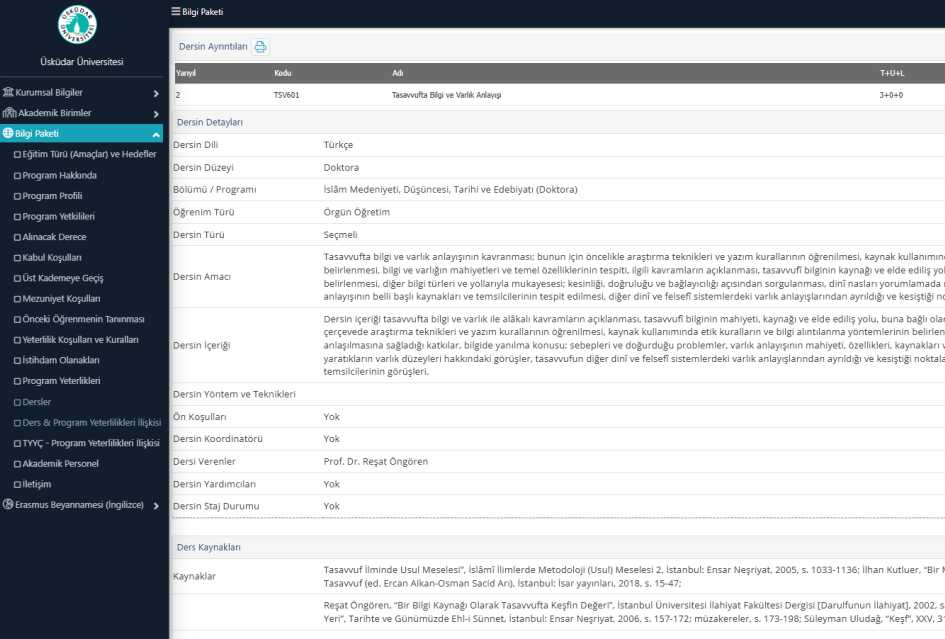 ÜSKÜDAR ÜNİVERSİTESİ
Üsküdar Üniversitesi
Kurumsal Bilgiler
Akademik Birimler
Bilgi Paketi
Eğitim Türü (Amaçlar) ve Hedefler
Program Hakkında
Program Profili
Program Yetkilileri
Alınacak Derece
Kabul Koşulları
Üst Kademeye Geçiş
Mezuniyet Koşulları
Önceki Öğrenmenin Tanınması
Yeterlilik Koşulları ve Kuralları
İstihdam Olanakları
Program Yeterlikleri
Dersler
Ders & Program Yeterlilikleri İlişkisi
TYYÇ - Program Yeterlilikleri İlişkisi
Akademik Personel
İletişim
Erasmus Beyannamesi (İngilizce)
Bilgi Paketi
Dersin Ayrıntıları
Yarıyıl Kodu Adı T+U+L
2 TSV601 Tasavvufta Bilgi ve Varlık Anlayışı 3+0+0
Dersin Detayları
Dersin Dili Türkçe
Dersin Düzeyi Doktora
Bölümü / Programı İslâm Medeniyeti, Düşüncesi, Tarihi ve Edebiyatı (Doktora)
Öğrenim Türü Örgün Öğretim
Dersin Türü Seçmeli
Dersin Amacı
Tasavvufta bilgi ve varlık anlayışının kavranması; bunun için öncelikle araştırma teknikleri ve yazım kurallarının öğrenilmesi, kaynak kullanımınd
belirlenmesi, bilgi ve varlığın mahiyetleri ve temel özelliklerinin tespiti, ilgili kavramların açıklanması, tasavvufî bilginin kaynağı ve elde ediliş yol
belirlenmesi, diğer bilgi türleri ve yollarıyla mukayesesi; kesinliği, doğruluğu ve bağlayıcılığı açısından sorgulanması, dinî nasları yorumlamada
anlayışının belli başlı kaynakları ve temsilcilerinin tespit edilmesi, diğer dinî ve felsefî sistemlerdeki varlık anlayışlarından ayrıldığı ve kesiştiği no
Dersin İçeriği
Dersin içeriği tasavvufta bilgi ve varlık ile alâkalı kavramların açıklanması, tasavvufî bilginin mahiyeti, kaynağı ve elde ediliş yolu, buna bağlı olar
çerçevede araştırma teknikleri ve yazım kurallarının öğrenilmesi, kaynak kullanımında etik kuralların ve bilgi alıntılanma yöntemlerinin belirlen
anlaşılmasına sağladığı katkılar, bilgide yanılma konusu; sebepleri ve doğurduğu problemler, varlık anlayışının mahiyeti, özellikleri, kaynakları v
yaratıkların varlık düzeyleri hakkındaki görüşler, tasavvufun diğer dinî ve felsefî sistemlerdeki varlık anlayışlarından ayrıldığı ve kesiştiği noktala
temsilcilerinin görüşleri.
Dersin Yöntem ve Teknikleri
Ön Koşulları Yok
Dersin Koordinatörü Yok
Dersi Verenler Prof. Dr. Reşat Öngören
Dersin Yardımcıları Yok
Dersin Staj Durumu Yok
Ders Kaynakları
Kaynaklar
Tasavvuf İlminde Usul Meselesi", İslâmî İlimlerde Metodoloji (Usul) Meselesi 2, İstanbul: Ensar Neşriyat, 2005, s. 1033-1136; İlhan Kutluer, "Bir M
Tasavvuf (ed. Ercan Alkan-Osman Sacid Arı), İstanbul: İsar yayınları, 2018, s. 15-47;
Reşat Öngören, "Bir Bilgi Kaynağı Olarak Tasavvufta Keşfin Değeri", İstanbul Üniversitesi İlahiyat Fakültesi Dergisi [Darulfunun İlahiyat], 2002, s
Yeri", Tarihte ve Günümüzde Ehl-i Sünnet, İstanbul: Ensar Neşriyat, 2006, s. 157-172; müzakereler, s. 173-198; Süleyman Uludağ, "Keşf", XXV, 31